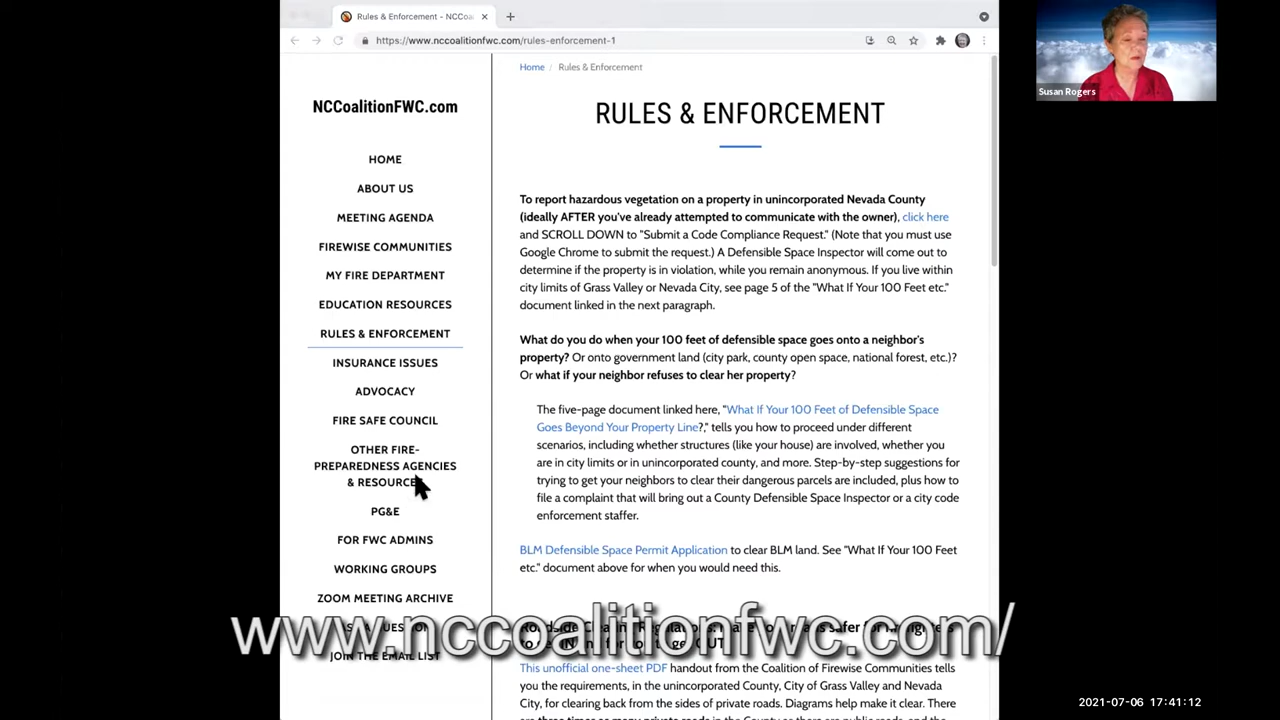 Rules & Enforcement - NCCoa
https://www.nccoalitionfwc.com/rules-enforcement-1
Susan Rogers
NCCoalitionFWC.com
HOME
ABOUT US
MEETING AGENDA
FIREWISE COMMUNITIES
MY FIRE DEPARTMENT
EDUCATION RESOURCES
RULES & ENFORCEMENT
INSURANCE ISSUES
ADVOCACY
FIRE SAFE COUNCIL
OTHER FIRE-
PREPAREDNESS AGENCIES
& RESOURCES
PG&E
FOR FWC ADMINS
WORKING GROUPS
ZOOM MEETING ARCHIVE
JOIN THE EMAIL LIST
Home / Rules & Enforcement
RULES & ENFORCEMENT
To report hazardous vegetation on a property in unincorporated Nevada County
(ideally AFTER you've already attempted to communicate with the owner), click here
and SCROLL DOWN to "Submit a Code Compliance Request." (Note that you must use
Google Chrome to submit the request.) A Defensible Space Inspector will come out to
determine if the property is in violation, while you remain anonymous. If you live within
city limits of Grass Valley or Nevada City, see page 5 of the "What If Your 100 Feet etc."
document linked in the next paragraph.
What do you do when your 100 feet of defensible space goes onto a neighbor's
property? Or onto government land (city park, county open space, national forest, etc.)?
Or what if your neighbor refuses to clear her property?
The five-page document linked here, "What If Your 100 Feet of Defensible Space
Goes Beyond Your Property Line?," tells you how to proceed under different
scenarios, including whether structures (like your house) are involved, whether you
are in city limits or in unincorporated county, and more. Step-by-step suggestions for
trying to get your neighbors to clear their dangerous parcels are included, plus how to
file a complaint that will bring out a County Defensible Space Inspector or a city code
enforcement staffer.
BLM Defensible Space Permit Application to clear BLM land. See "What If Your 100 Feet
etc." document above for when you would need this.
www.nccoalitionfwc.com/
This unofficial one-sheet PDF handout from the Coalition of Firewise Communities tells
you the requirements, in the unincorporated County, City of Grass Valley and Nevada
City, for clearing back from the sides of private roads. Diagrams help make it clear. There
2021-07-06 17:41:12